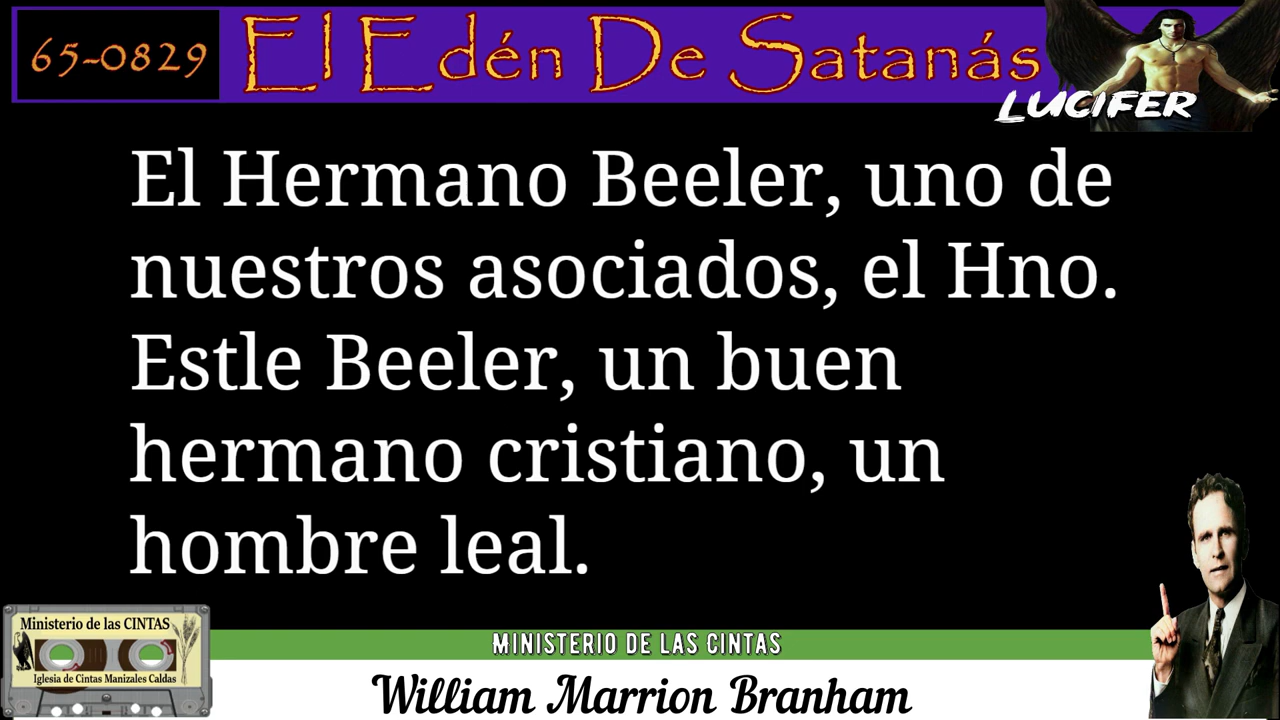 65-0829
El Edén De Satanás
LUCIFER
El Hermano Beeler, uno de
nuestros asociados, el Hno.
Estle Beeler, un buen
hermano cristiano, un
hombre leal.
Ministerio de las CINTAS
Iglesia de Cintas Manizales Caldas
MINISTERIO DE LAS CINTAS
William Marrion Branham